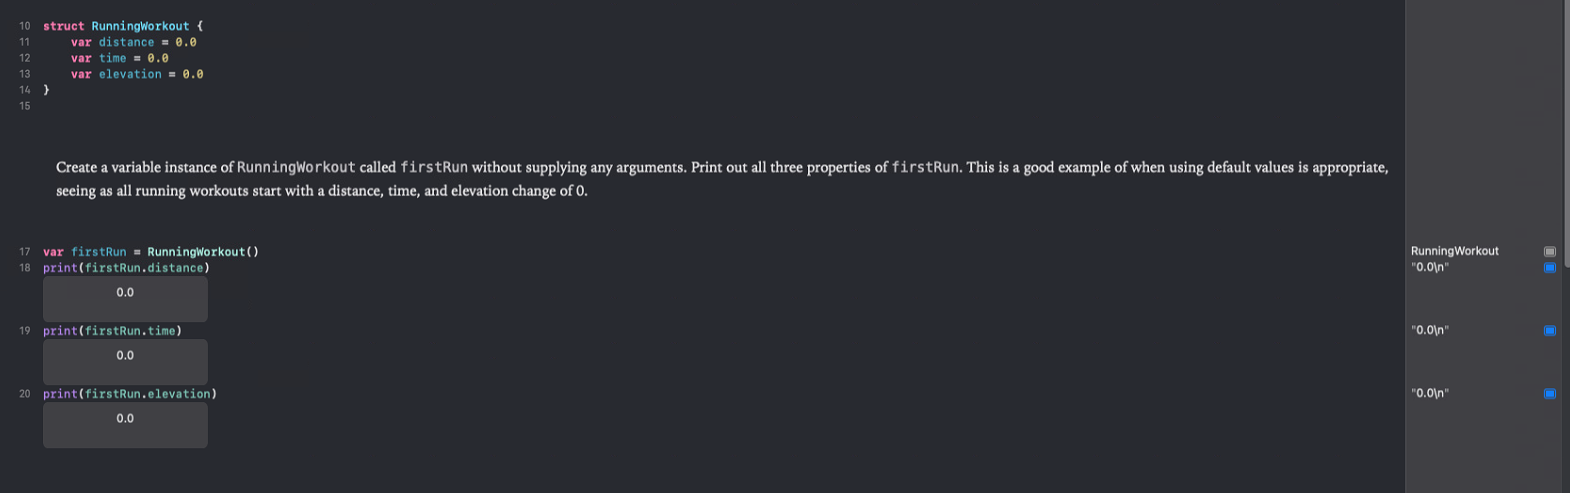 10 struct RunningWorkout {
11 var distance = 0.0
12 var time = 0.0
13 var elevation = 0.0
14 }
15
Create a variable instance of RunningWorkout called firstRun without supplying any arguments. Print out all three properties of firstRun. This is a good example of when using default values is appropriate,
seeing as all running workouts start with a distance, time, and elevation change of 0.
17 var firstRun = RunningWorkout() RunningWorkout
18 print(firstRun.distance) "0.0\n"
0.0
19 print(firstRun.time) "0.0\n"
0.0
20 print(firstRun.elevation) "0.0\n"
0.0